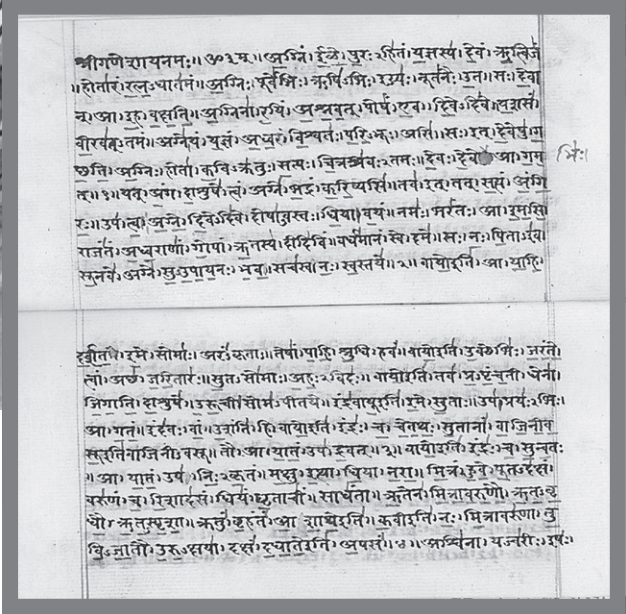 श्रीगणेशायनमः॥ॐ३म्॥अग्निं।ईळे।पुरःऽहितं।यज्ञस्य।देवं।ऋत्विजं
॥होतारं।रत्नऽधातमं॥अग्निः।पूर्वेभिः।ऋषिऽभिः।ईड्यः।नूतनैः।उत॥सः।देवा
न्।आ।इह।वक्षति॥अग्निना।रयिं।अश्नवत्।पोषं।एव।दिवेऽदिवे॥यशसं।
वीरवत्ऽतमं॥अग्ने।यं।यज्ञं।अध्वरं।विश्वतः।परिऽभूः।असि॥सः।इत्।देवेषु।ग
च्छति॥अग्निः।होता।कविऽक्रतुः।सत्यः।चित्रश्रवःऽतमः॥देवः।देवे आ।गम
भिः।
त्॥१॥यत्।अंग।दाशुषे।त्वं।अग्ने।भद्रं।करिष्यसि॥तव।इत्।तत्।सत्यं।अंगि
रः॥उप।त्वा।अग्ने।दिवेऽदिवे।दोषाऽवस्तः।धिया।वयं॥नमः।भरंतः।आ।इमसि
राजंतं।अध्वराणां।गोपां।ऋतस्य।दीदिविं॥वर्धमानं।स्वे।दमे॥सः।नः।पिताऽइव।
सूनवे।अग्ने।सुऽउपायनः।भव॥सचस्व।नः।स्वस्तये॥२॥वायोइति।आ।याहि।
दर्शत।इमे।सोमाः।अरंऽकृताः॥तेषां।पाहि।श्रुधि।हवं॥वायोइति।उक्थेभिः।जरंते।
त्वां।अच्छ।जरितारः॥सुतऽसोमाः।अहःऽविदः॥वायोइति।तव।प्रऽपृंचती।धेना।
जिगाति।दाशुषे॥उरूची।सोमऽपीतये॥इंद्रवायूइति।इमे।सुताः।उप।प्रयःऽभिः।
आ।गतं॥इंदवः।वां।उशंति।हि॥वायोइति।इंद्रः।च।चेतथः।सुतानां।वाजिनीव
सूइतिवाजिनीऽवसू॥तौ।आ।यातं।उप।द्रवत्॥३॥वायोइति।इंद्रः।च।सुन्वतः
॥आ।यातं।उप।निःऽकृतं॥मक्षु।इत्था।धिया।नरा॥मित्रं।हुवे।पूतऽदक्षं।
वरुणं।च।रिशादसं॥धियं।घृताचीं।साधंता॥ऋतेन।मित्रावरुणौ।ऋतऽवृ
धौ।ऋतऽस्पृशा॥क्रतुं।बृहंतं।आशाथेइति॥कवीइति।नः।मित्रावरुणा।तु
विऽजातौ।उरुऽक्षया॥दक्षं।दधातेइति।अपसं॥४॥अश्विना।यज्वरीः।इषः।